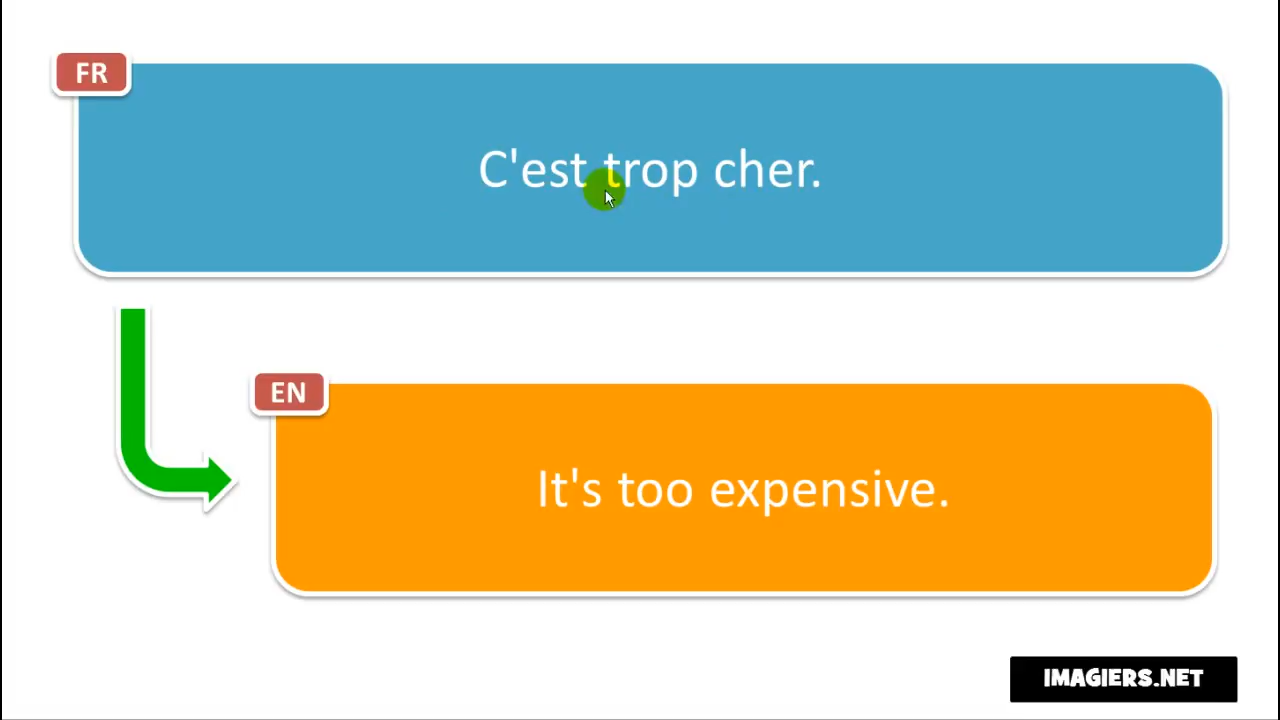 FR
C'est trop cher.
EN
It's too expensive.
IMAGIERS.NET